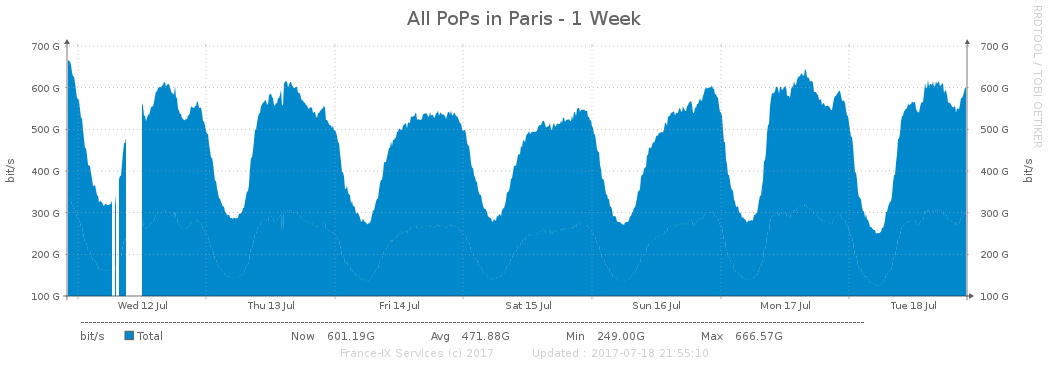 All PoPs in Paris - 1 Week
RRDTOOL / TOBI OETIKER
bit/s
bit/s
700 G 700 G
600 G 600 G
500 G 500 G
400 G 400 G
300 G 300 G
200 G 200 G
100 G 100 G
Wed 12 Jul Thu 13 Jul Fri 14 Jul Sat 15 Jul Sun 16 Jul Mon 17 Jul Tue 18 Jul
bit/s Total Now 601.19G Avg 471.88G Min 249.00G Max 666.57G
France-IX Services (c) 2017 Updated : 2017-07-18 21:55:10